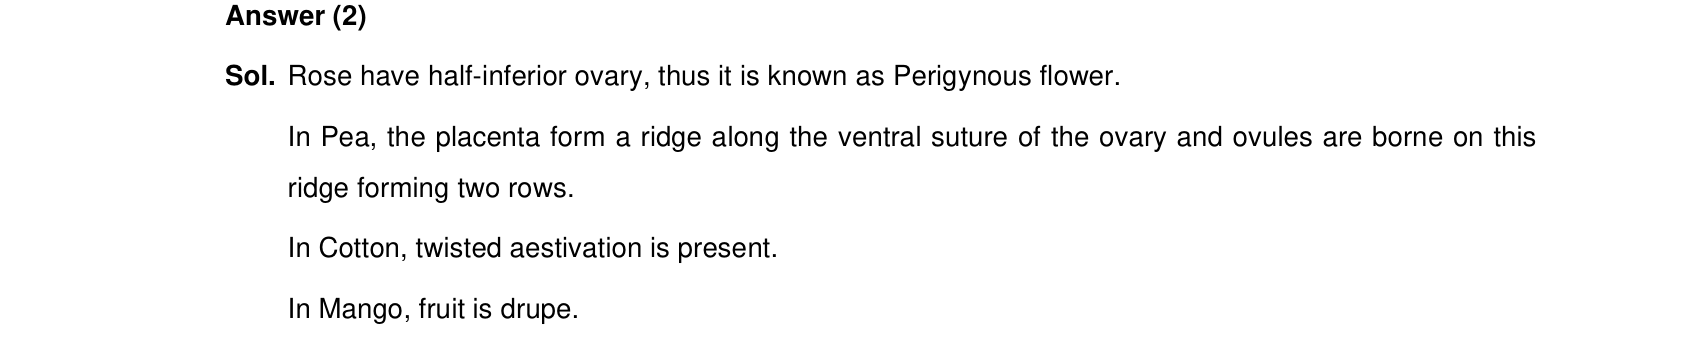 Answer (2)
Sol. Rose have half-inferior ovary, thus it is known as Perigynous flower.
In Pea, the placenta form a ridge along the ventral suture of the ovary and ovules are borne on this
ridge forming two rows.
In Cotton, twisted aestivation is present.
In Mango, fruit is drupe.